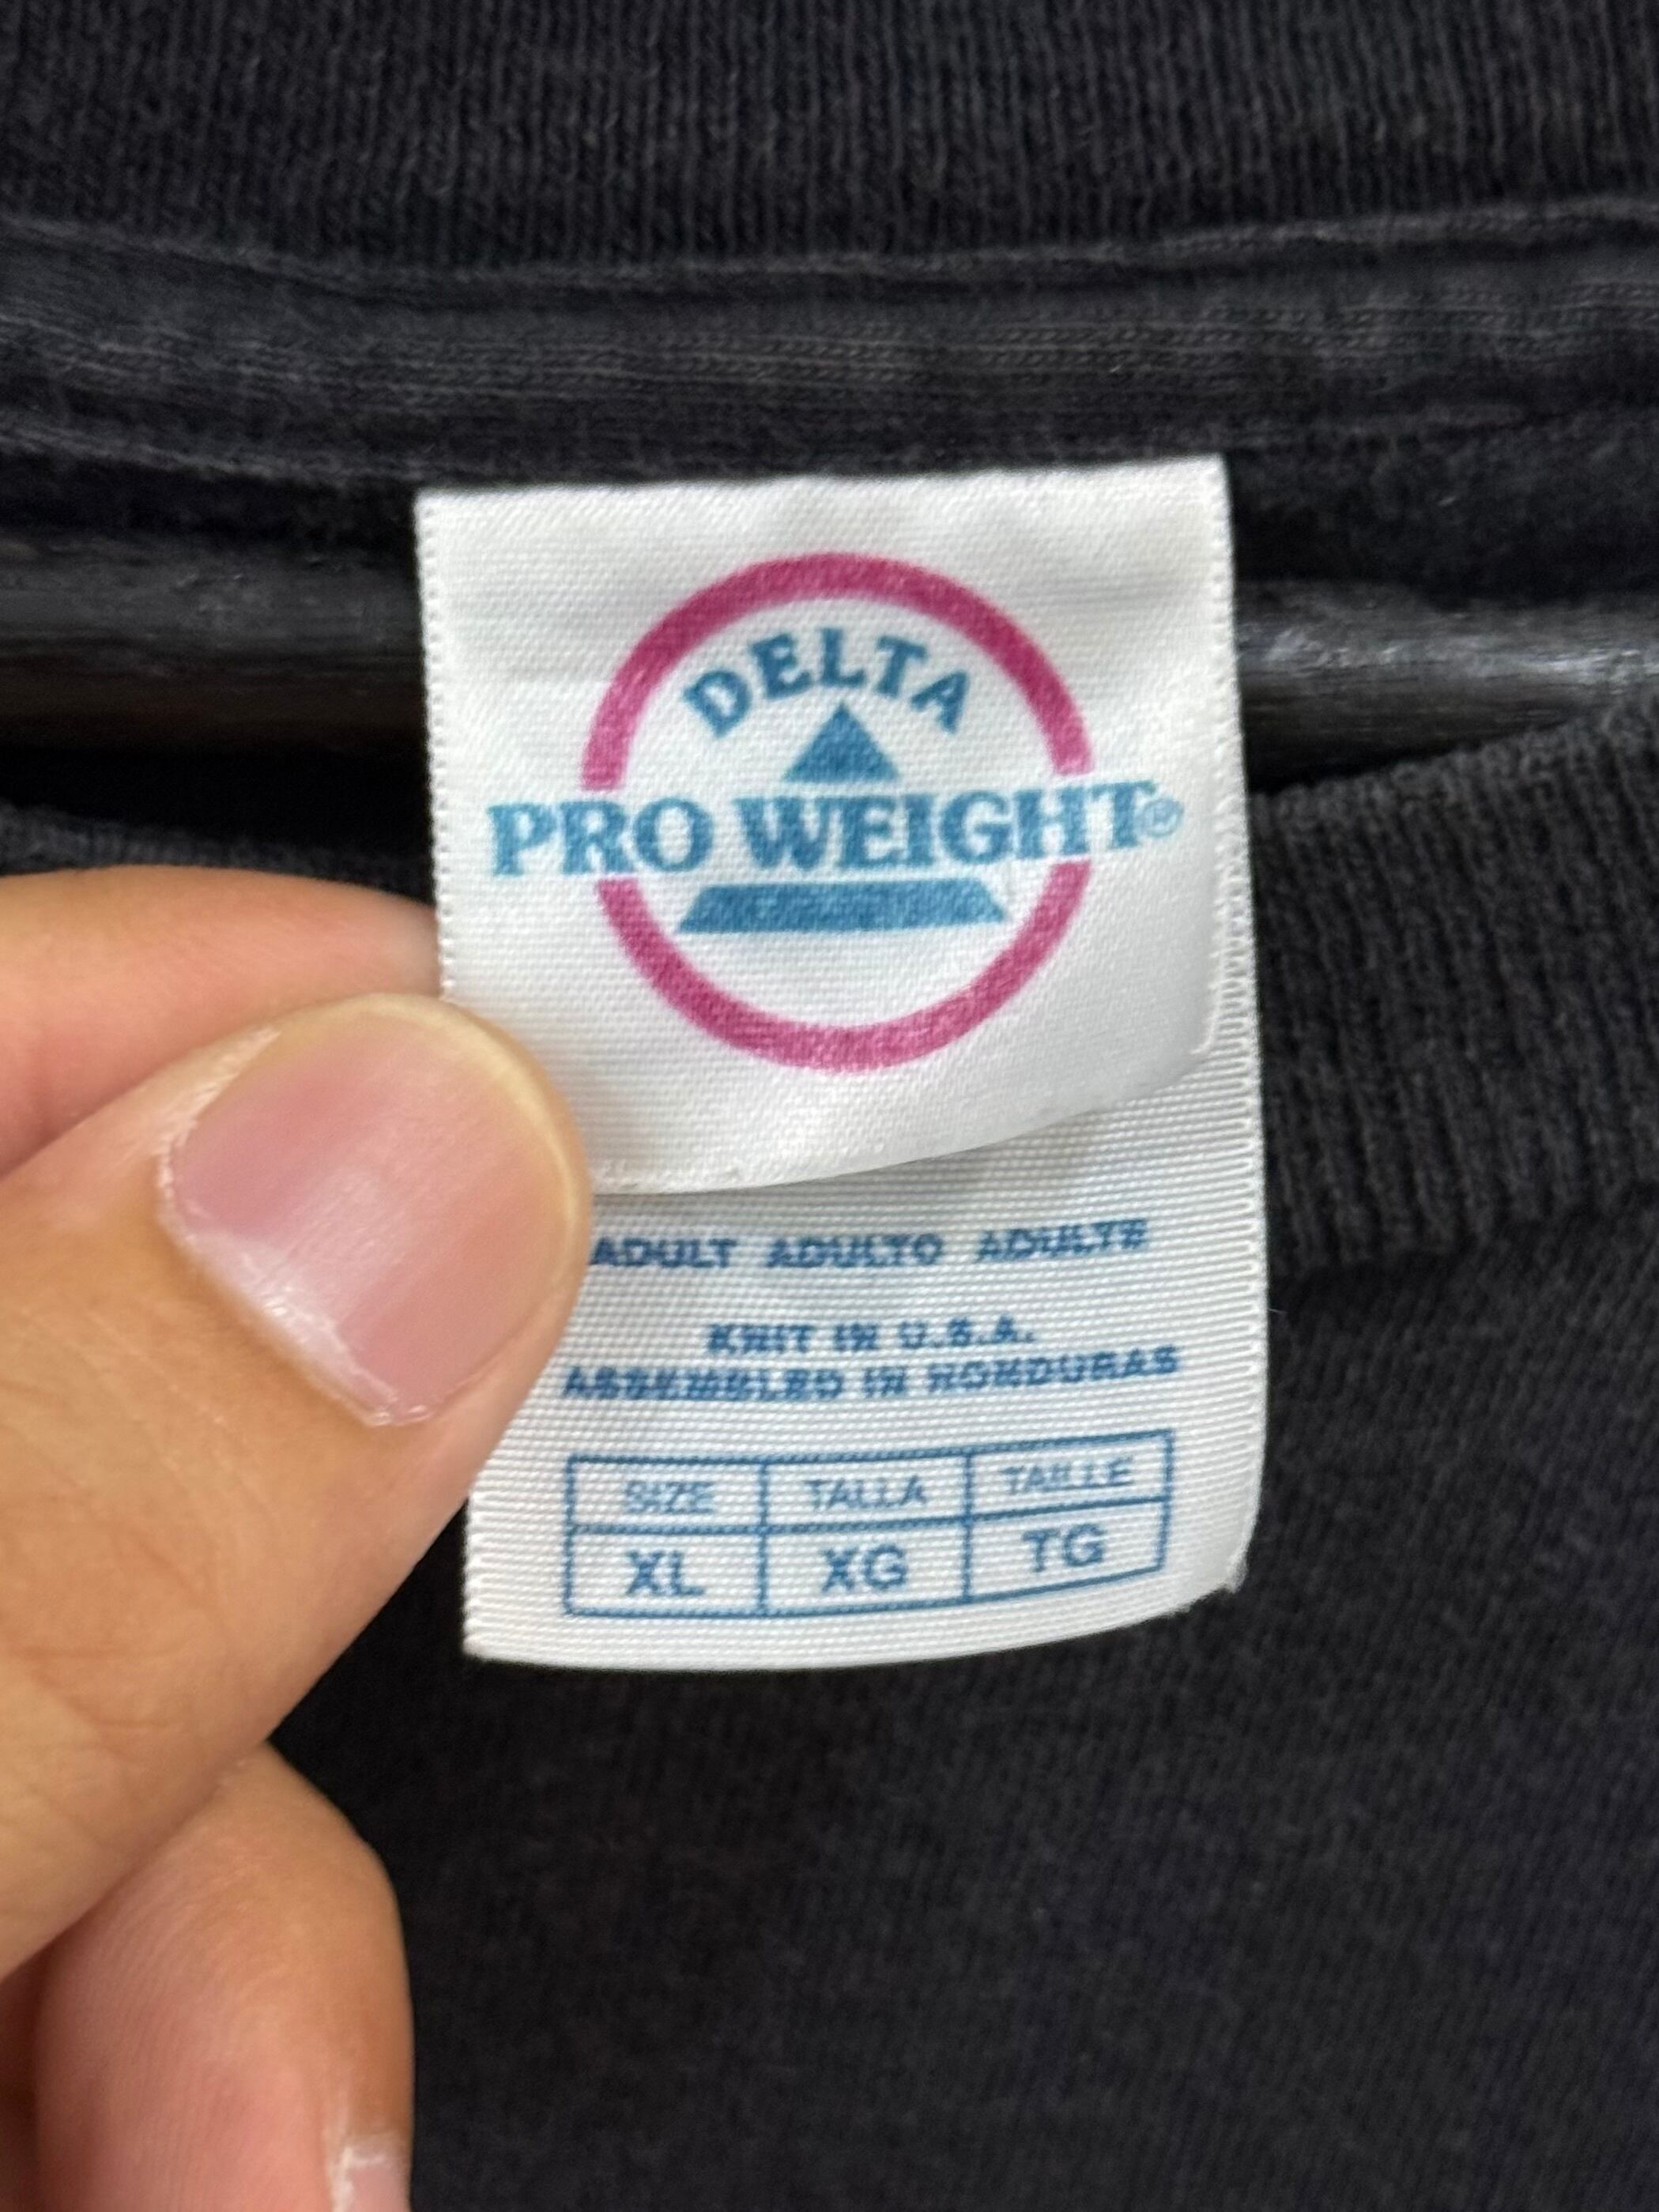 DELTA
PRO WEIGHT®
ADULT ADULTO ADULTE
KNIT IN U.S.A.
ASSEMBLED IN HONDURAS
SIZE TALLA TAILLE
XL XG TG